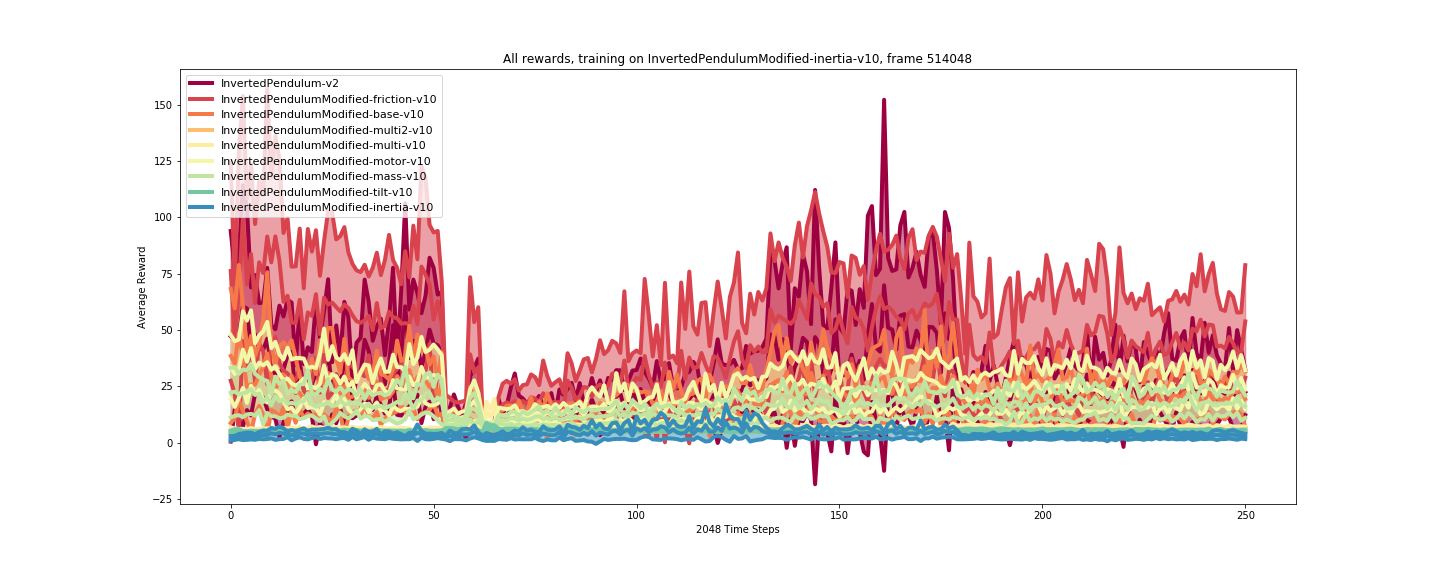 All rewards, training on InvertedPendulumModified-inertia-v10, frame 514048
InvertedPendulum-v2
InvertedPendulumModified-friction-v10
InvertedPendulumModified-base-v10
InvertedPendulumModified-multi2-v10
InvertedPendulumModified-multi-v10
InvertedPendulumModified-motor-v10
InvertedPendulumModified-mass-v10
InvertedPendulumModified-tilt-v10
InvertedPendulumModified-inertia-v10
Average Reward
150
125
100
75
50
25
0
−25
0 50 100 150 200 250
2048 Time Steps